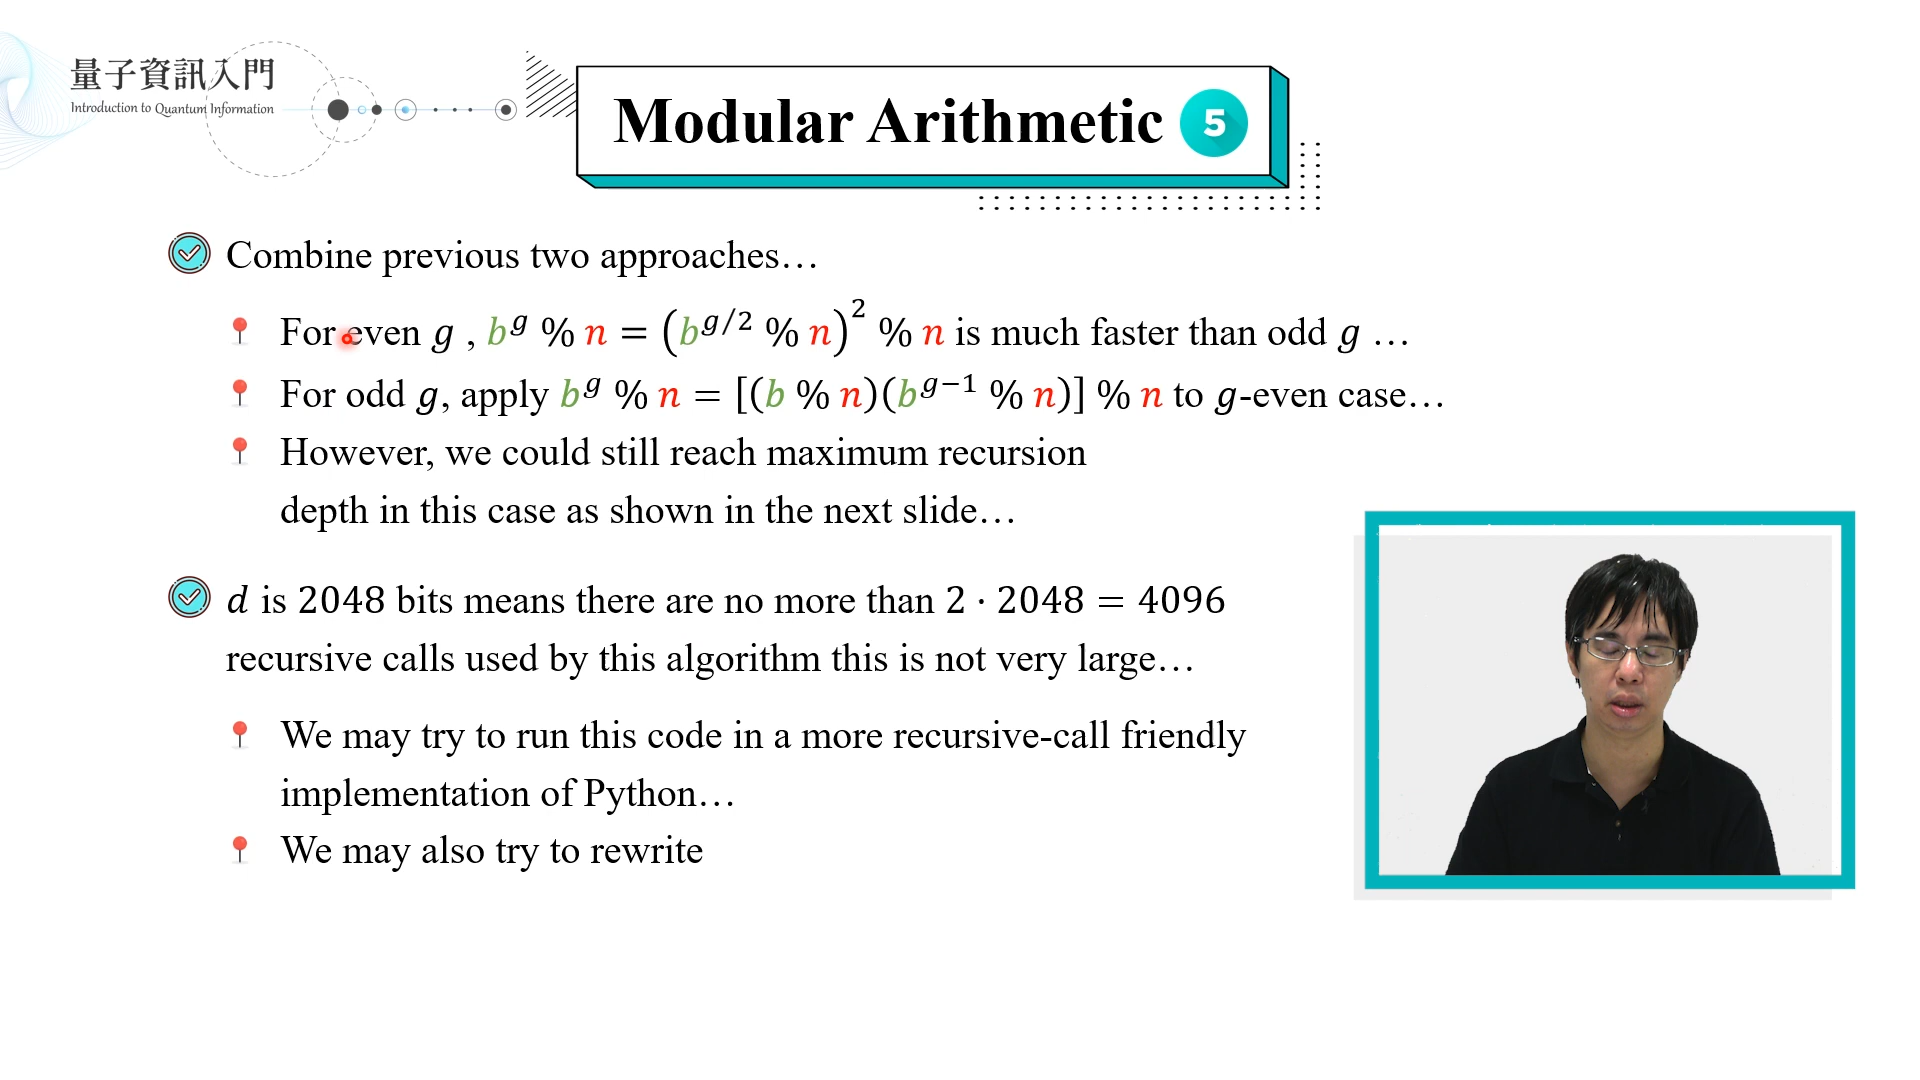 量子資訊入門
Introduction to Quantum Information
Modular Arithmetic 5
Combine previous two approaches…
For even g , b^g % n = (b^{g/2} % n)^2 % n is much faster than odd g …
For odd g, apply b^g % n = [(b % n)(b^{g−1} % n)] % n to g-even case…
However, we could still reach maximum recursion
depth in this case as shown in the next slide…
d is 2048 bits means there are no more than 2 · 2048 = 4096
recursive calls used by this algorithm this is not very large…
We may try to run this code in a more recursive-call friendly
implementation of Python…
We may also try to rewrite